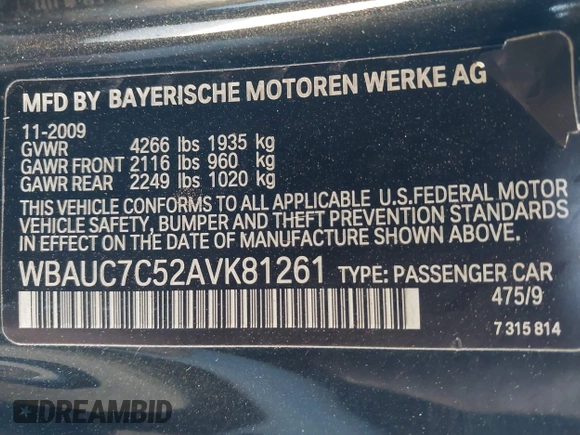 MFD BY BAYERISCHE MOTOREN WERKE AG
11-2009
GVWR 4266 lbs 1935 kg
GAWR FRONT 2116 lbs 960 kg
GAWR REAR 2249 lbs 1020 kg
THIS VEHICLE CONFORMS TO ALL APPLICABLE U.S.FEDERAL MOTOR
VEHICLE SAFETY, BUMPER AND THEFT PREVENTION STANDARDS
IN EFFECT ON THE DATE OF MANUFACTURE SHOWN ABOVE.
WBAUC7C52AVK81261 TYPE: PASSENGER CAR
475/9
7 315 814
DREAMBID